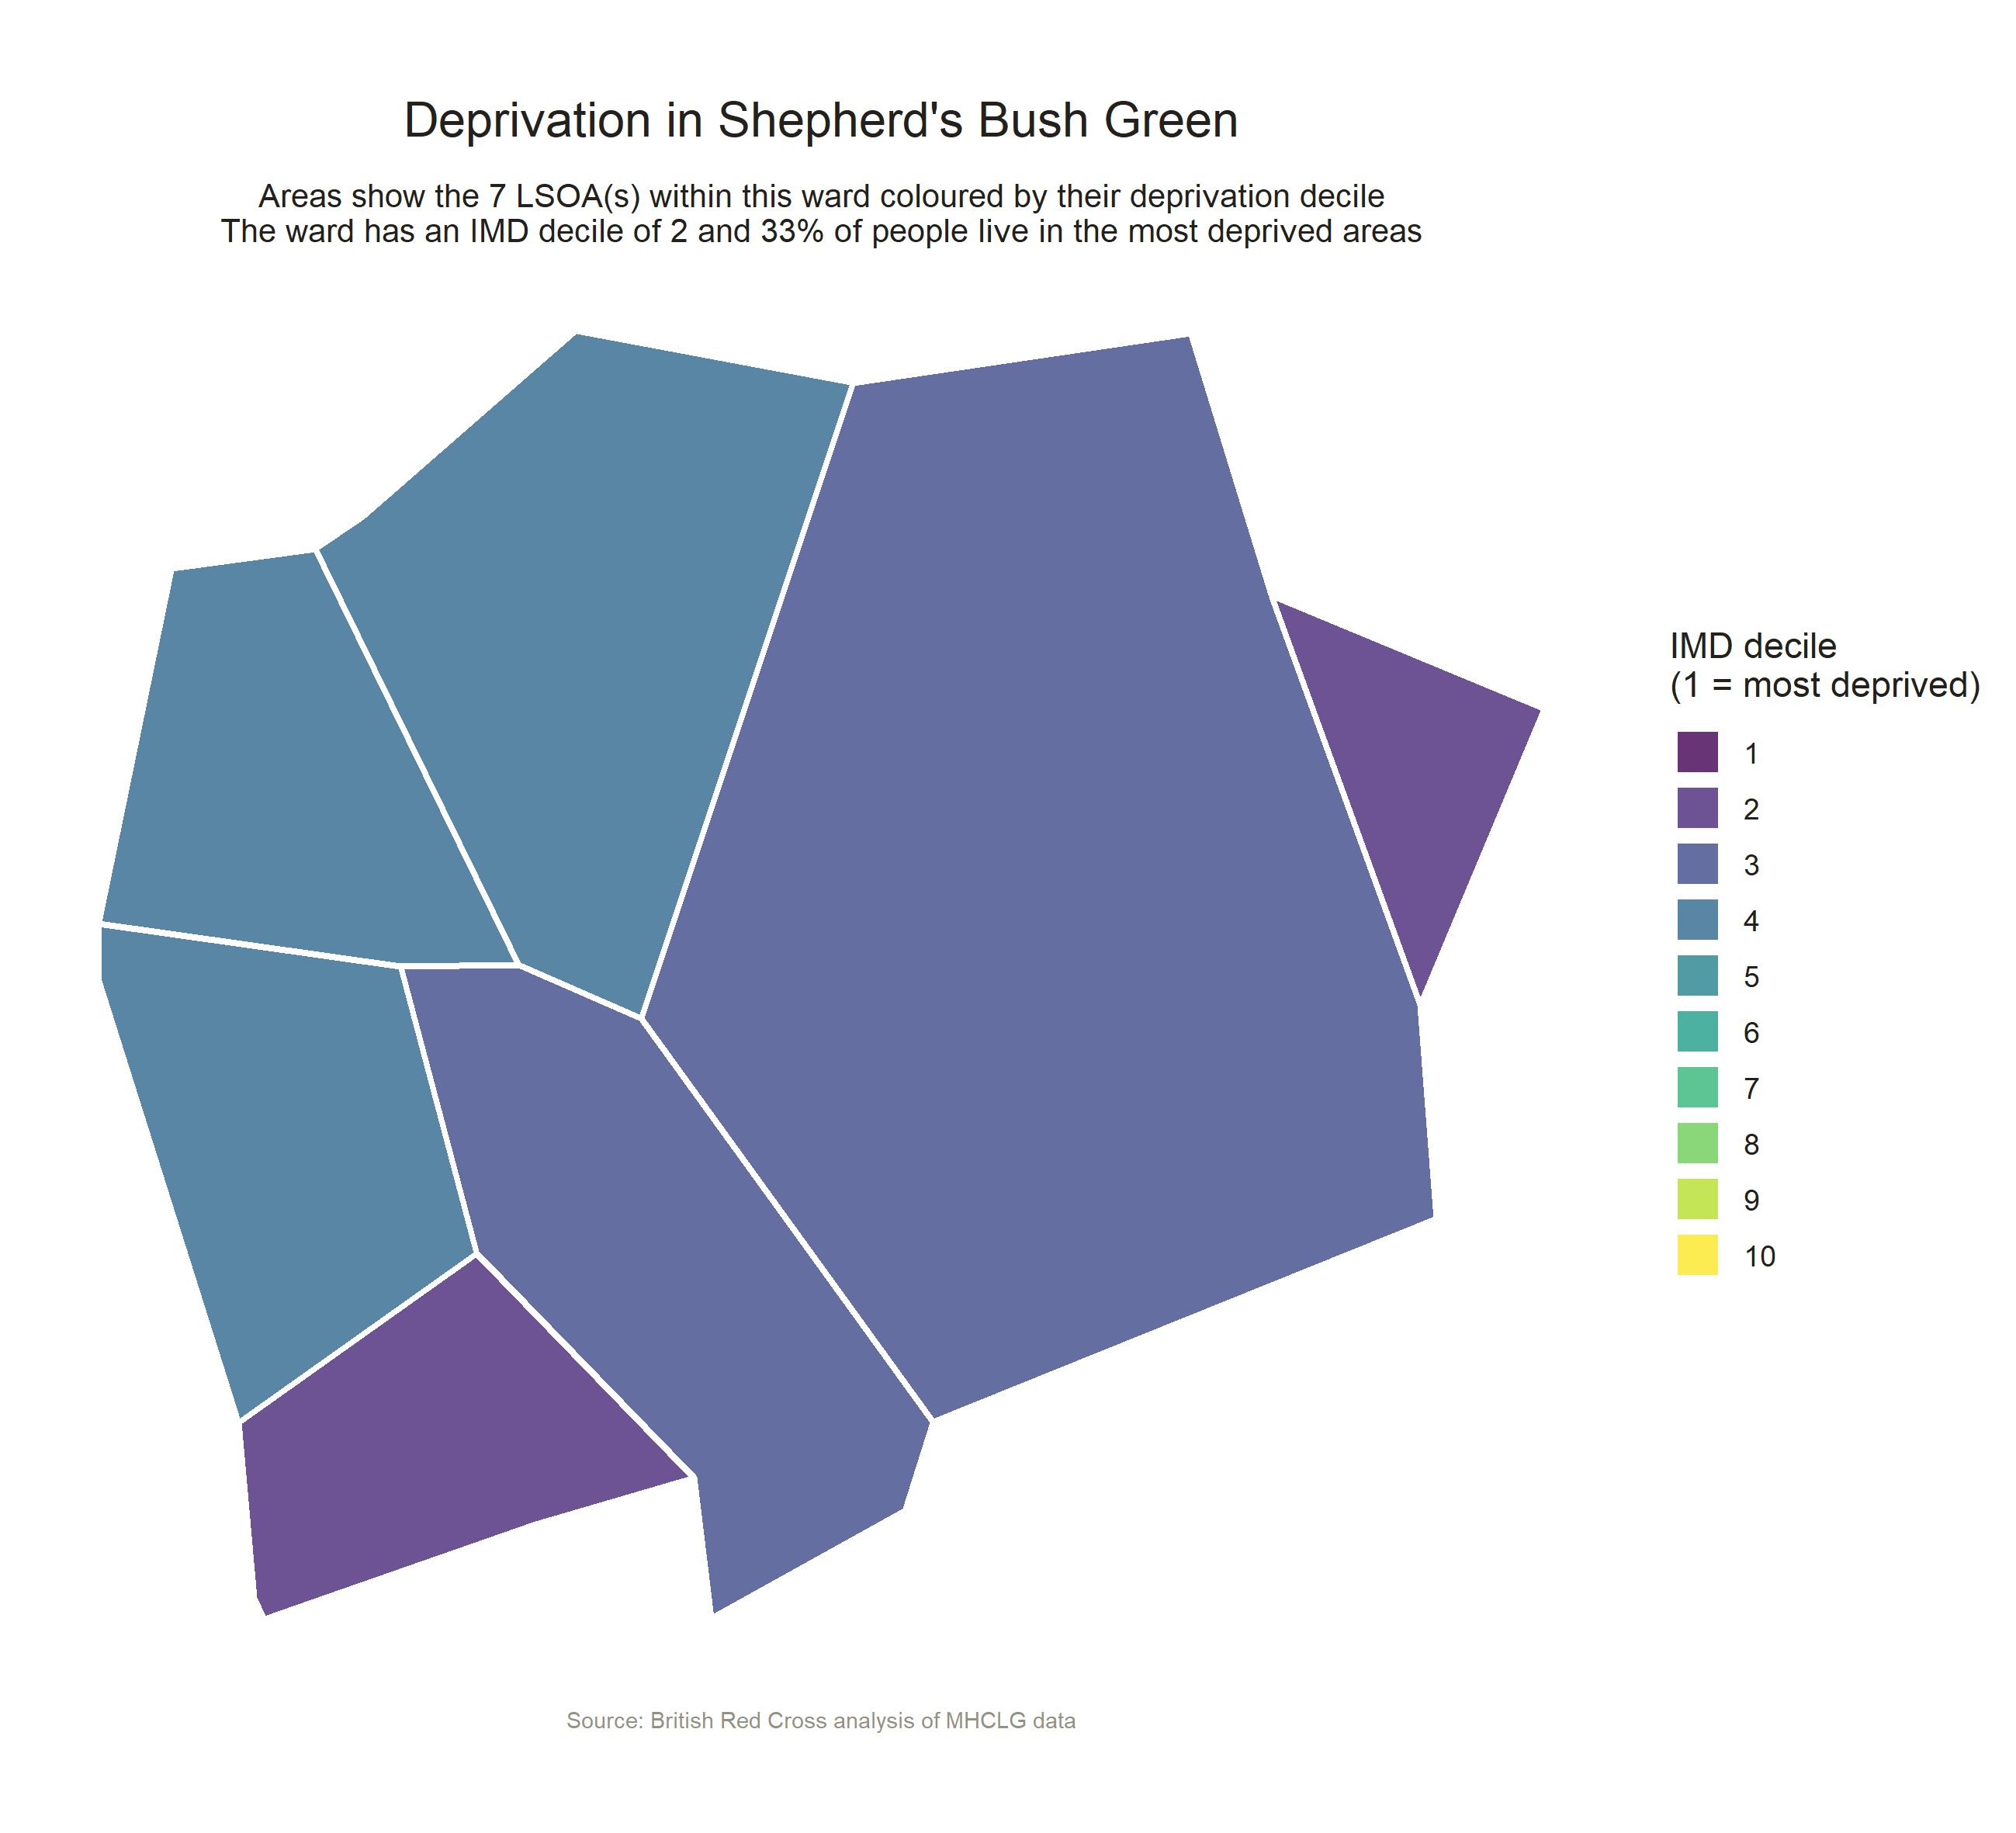 Deprivation in Shepherd's Bush Green
Areas show the 7 LSOA(s) within this ward coloured by their deprivation decile
The ward has an IMD decile of 2 and 33% of people live in the most deprived areas
IMD decile
(1 = most deprived)
1
2
3
4
5
6
7
8
9
10
Source: British Red Cross analysis of MHCLG data